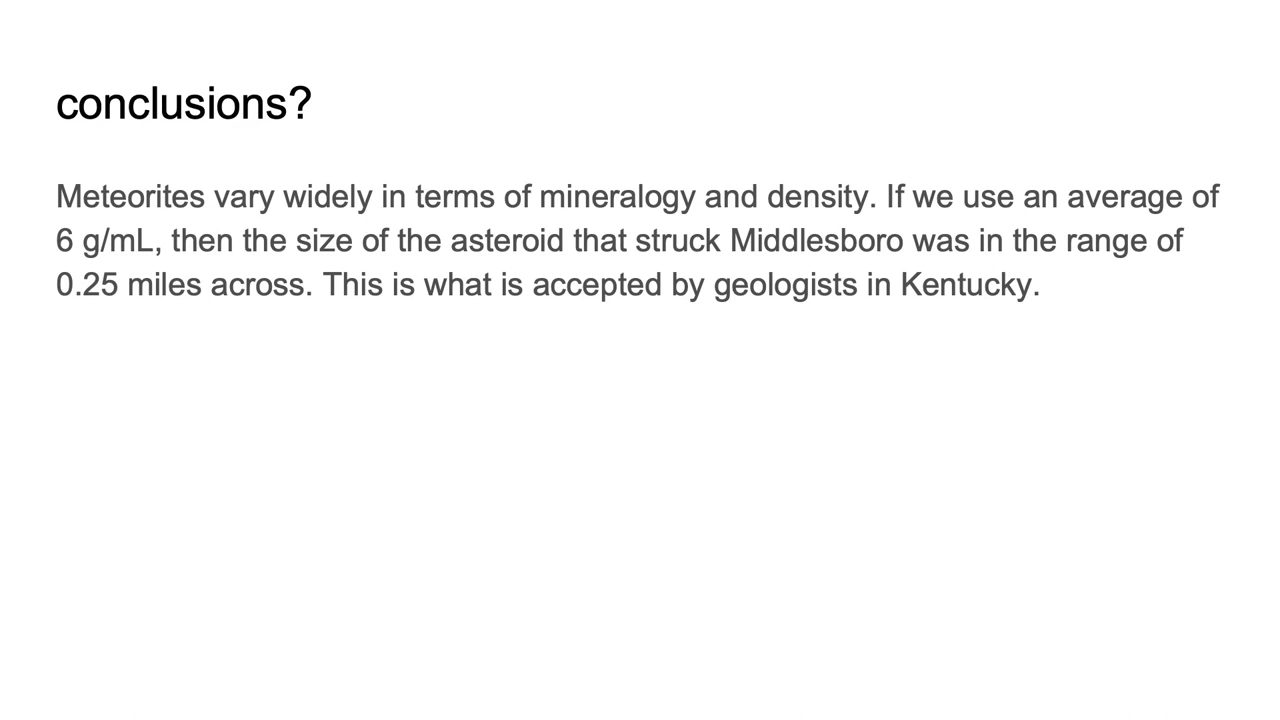 conclusions?
Meteorites vary widely in terms of mineralogy and density. If we use an average of
6 g/mL, then the size of the asteroid that struck Middlesboro was in the range of
0.25 miles across. This is what is accepted by geologists in Kentucky.